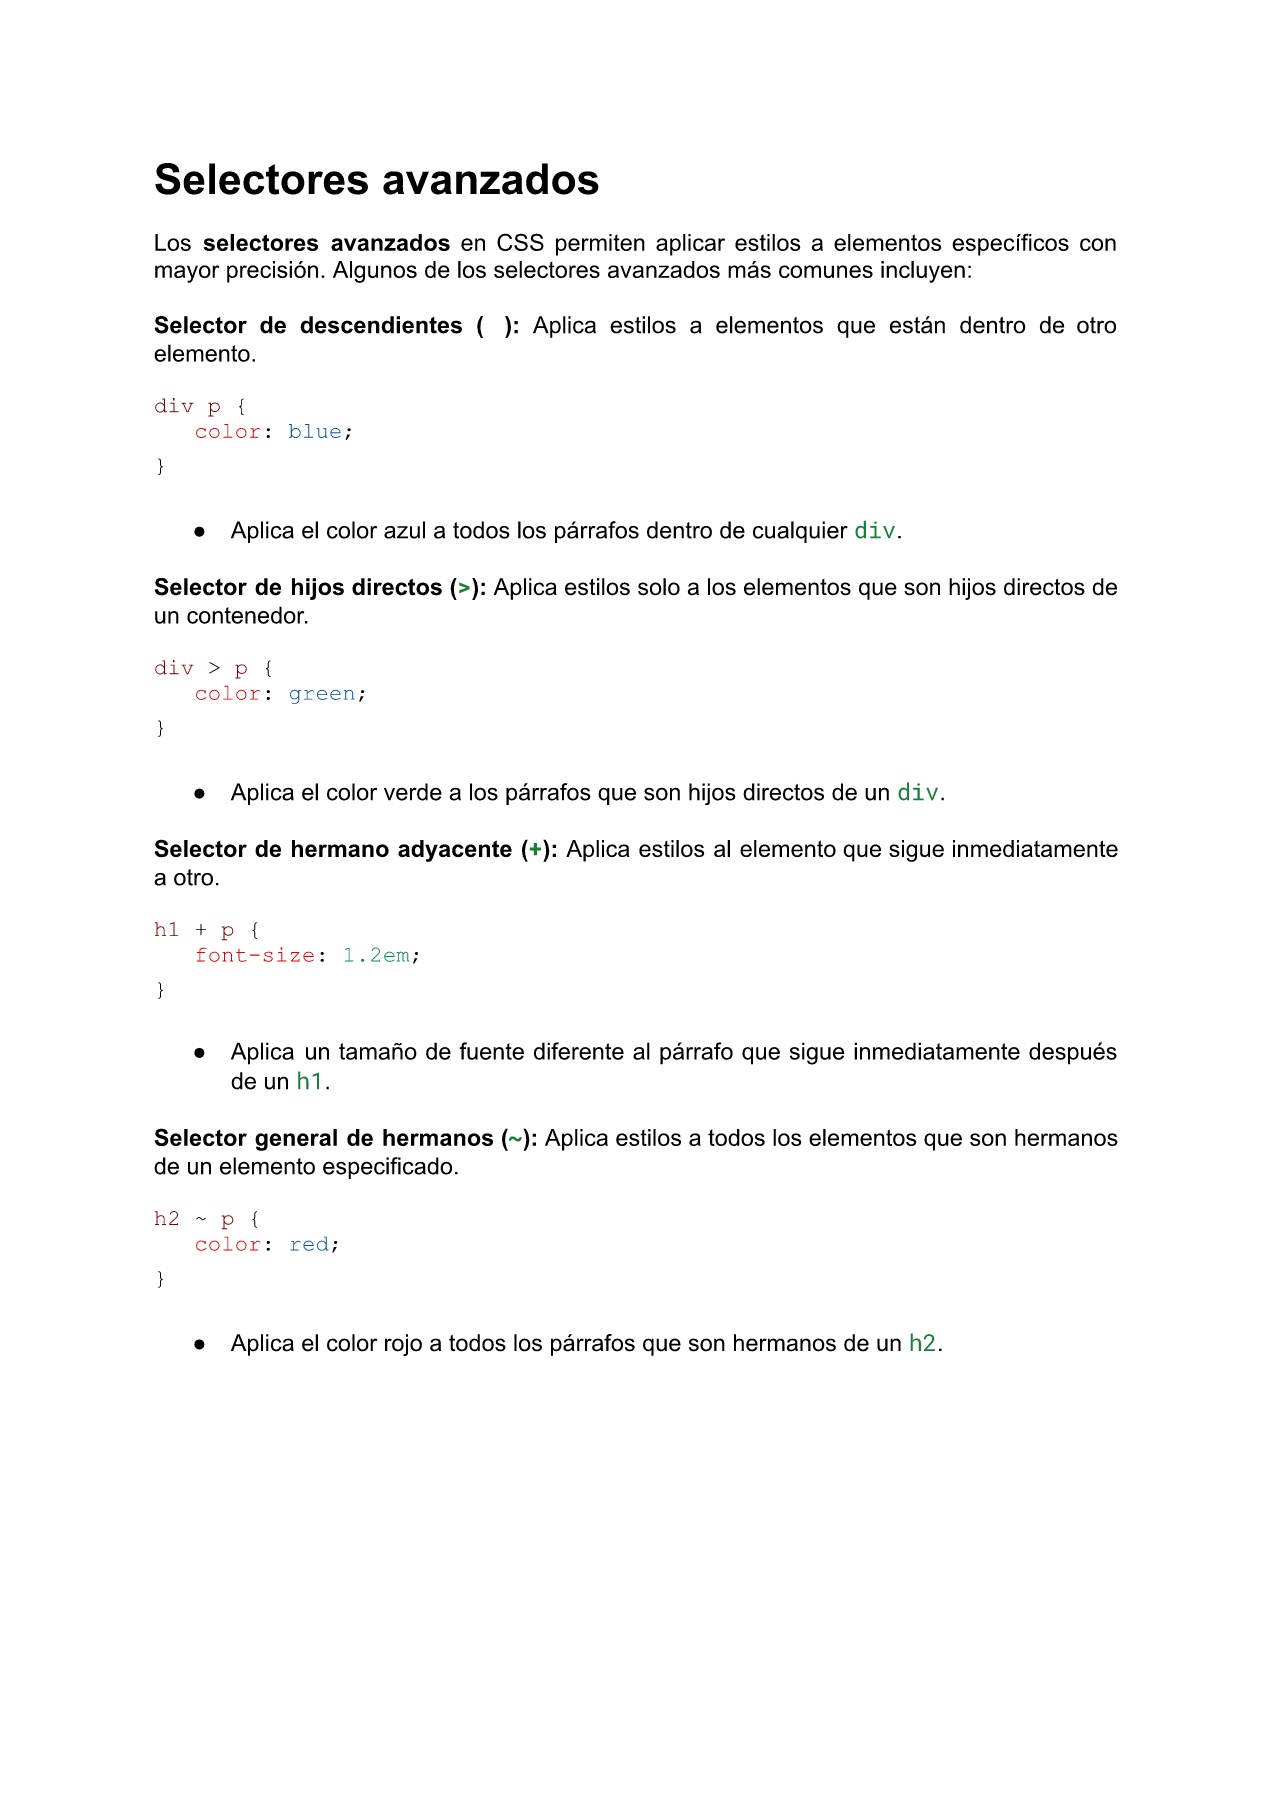 Selectores avanzados
Los selectores avanzados en CSS permiten aplicar estilos a elementos específicos con
mayor precisión. Algunos de los selectores avanzados más comunes incluyen:
Selector de descendientes ( ): Aplica estilos a elementos que están dentro de otro
elemento.
div p {
   color: blue;
}
● Aplica el color azul a todos los párrafos dentro de cualquier div.
Selector de hijos directos (>): Aplica estilos solo a los elementos que son hijos directos de
un contenedor.
div > p {
   color: green;
}
● Aplica el color verde a los párrafos que son hijos directos de un div.
Selector de hermano adyacente (+): Aplica estilos al elemento que sigue inmediatamente
a otro.
h1 + p {
   font-size: 1.2em;
}
● Aplica un tamaño de fuente diferente al párrafo que sigue inmediatamente después
de un h1.
Selector general de hermanos (~): Aplica estilos a todos los elementos que son hermanos
de un elemento especificado.
h2 ~ p {
   color: red;
}
● Aplica el color rojo a todos los párrafos que son hermanos de un h2.